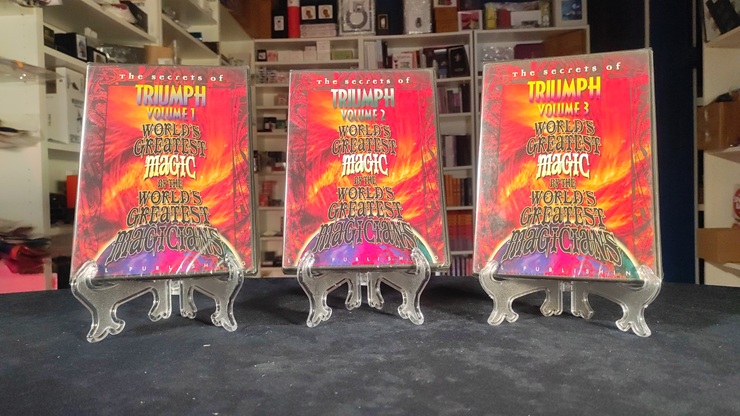 The secrets of
TRIUMPH
VOLUME 1
WORLD'S
GREATEST
MAGIC
BY THE
WORLD'S
GREATEST
MAGICIANS
The secrets of
TRIUMPH
VOLUME 2
WORLD'S
GREATEST
MAGIC
BY THE
WORLD'S
GREATEST
MAGICIANS
The secrets of
TRIUMPH
VOLUME 3
WORLD'S
GREATEST
MAGIC
BY THE
WORLD'S
GREATEST
MAGICIANS